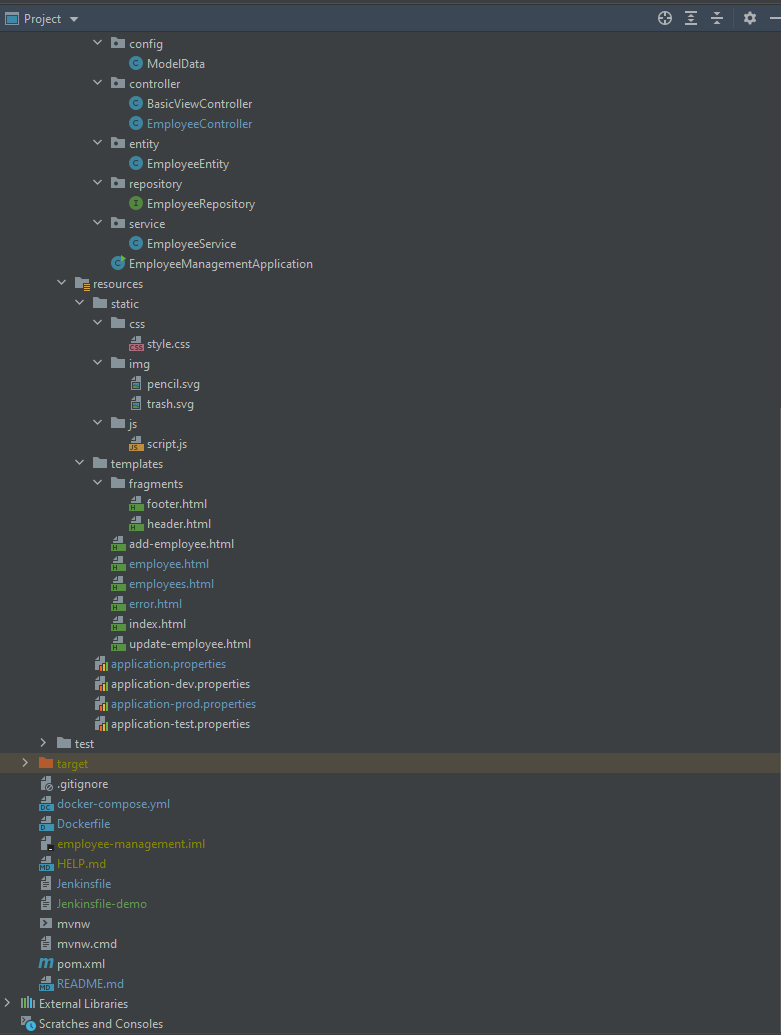 Project
config
ModelData
controller
BasicViewController
EmployeeController
entity
EmployeeEntity
repository
EmployeeRepository
service
EmployeeService
EmployeeManagementApplication
resources
static
css
style.css
img
pencil.svg
trash.svg
js
script.js
templates
fragments
footer.html
header.html
add-employee.html
employee.html
employees.html
error.html
index.html
update-employee.html
application.properties
application-dev.properties
application-prod.properties
application-test.properties
test
target
.gitignore
docker-compose.yml
Dockerfile
employee-management.iml
HELP.md
Jenkinsfile
Jenkinsfile-demo
mvnw
mvnw.cmd
pom.xml
README.md
External Libraries
Scratches and Consoles